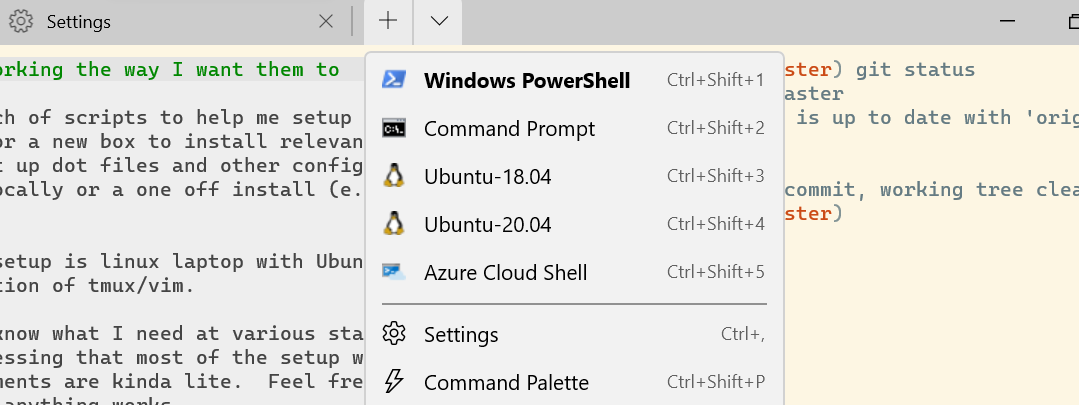 Settings
orking the way I want them to
ch of scripts to help me setup
or a new box to install relevan
t up dot files and other config
ocally or a one off install (e.
setup is linux laptop with Ubun
tion of tmux/vim.
know what I need at various sta
essing that most of the setup w
ments are kinda lite. Feel fre
anything works
Windows PowerShell Ctrl+Shift+1
Command Prompt Ctrl+Shift+2
Ubuntu-18.04 Ctrl+Shift+3
Ubuntu-20.04 Ctrl+Shift+4
Azure Cloud Shell Ctrl+Shift+5
Settings Ctrl+,
Command Palette Ctrl+Shift+P
ster) git status
aster
is up to date with 'orig
commit, working tree clea
ster)